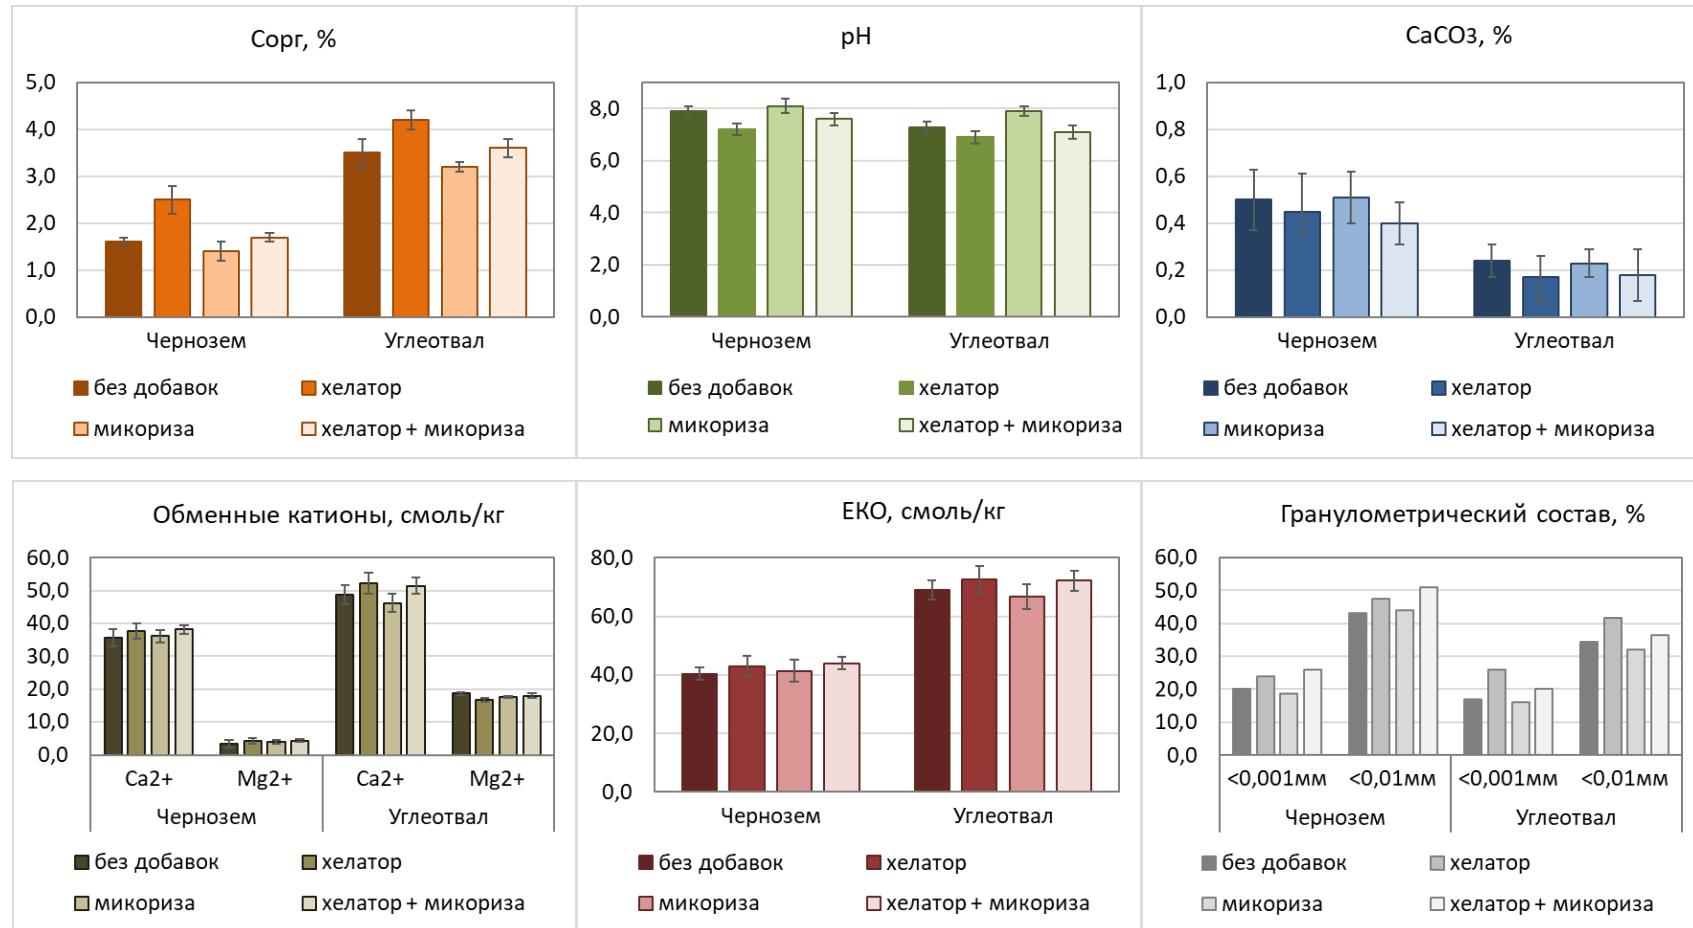 Сорг, %
5,0
4,0
3,0
2,0
1,0
0,0
Чернозем Углеотвал
без добавок хелатор
микориза хелатор + микориза
pH
8,0
6,0
4,0
2,0
0,0
Чернозем Углеотвал
без добавок хелатор
микориза хелатор + микориза
CaCO3, %
1,0
0,8
0,6
0,4
0,2
0,0
Чернозем Углеотвал
без добавок хелатор
микориза хелатор + микориза
Обменные катионы, смоль/кг
60,0
50,0
40,0
30,0
20,0
10,0
0,0
Ca2+ Mg2+ Ca2+ Mg2+
Чернозем Углеотвал
без добавок хелатор
микориза хелатор + микориза
ЕКО, смоль/кг
80,0
60,0
40,0
20,0
0,0
Чернозем Углеотвал
без добавок хелатор
микориза хелатор + микориза
Гранулометрический состав, %
60,0
50,0
40,0
30,0
20,0
10,0
0,0
<0,001мм <0,01мм <0,001мм <0,01мм
Чернозем Углеотвал
без добавок хелатор
микориза хелатор + микориза